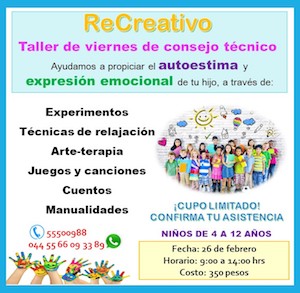 ReCreativo
Taller de viernes de consejo técnico
Ayudamos a propiciar el autoestima y
expresión emocional de tu hijo, a través de:
Experimentos
Técnicas de relajación
Arte-terapia
Juegos y canciones
Cuentos
Manualidades
55500988
044 55 66 09 33 89
¡CUPO LIMITADO!
CONFIRMA TU ASISTENCIA
NIÑOS DE 4 A 12 AÑOS
Fecha: 26 de febrero
Horario: 9:00 a 14:00 hrs
Costo: 350 pesos